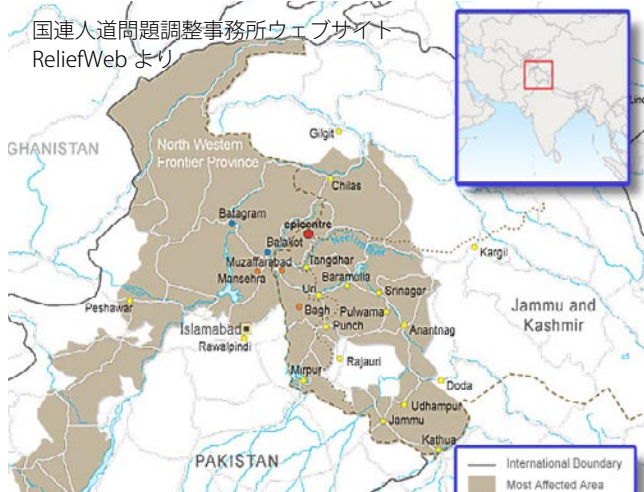 国連人道問題調整事務所ウェブサイト
ReliefWeb より
GHANISTAN
North Western
Frontier Province
Gilgit
Chilas
Batagram
epicentre
Balakot
Muzaffarabad
Tangdhar
Mansehra
Kargil
Baramulla
Uri
Srinagar
Peshawar
Bagh
Pulwama
Jammu and
Kashmir
Islamabad
Punch
Anantnag
Rawalpindi
Rajauri
Mirpur
Doda
Udhampur
Jammu
Kathua
PAKISTAN
International Boundary
Most Affected Area